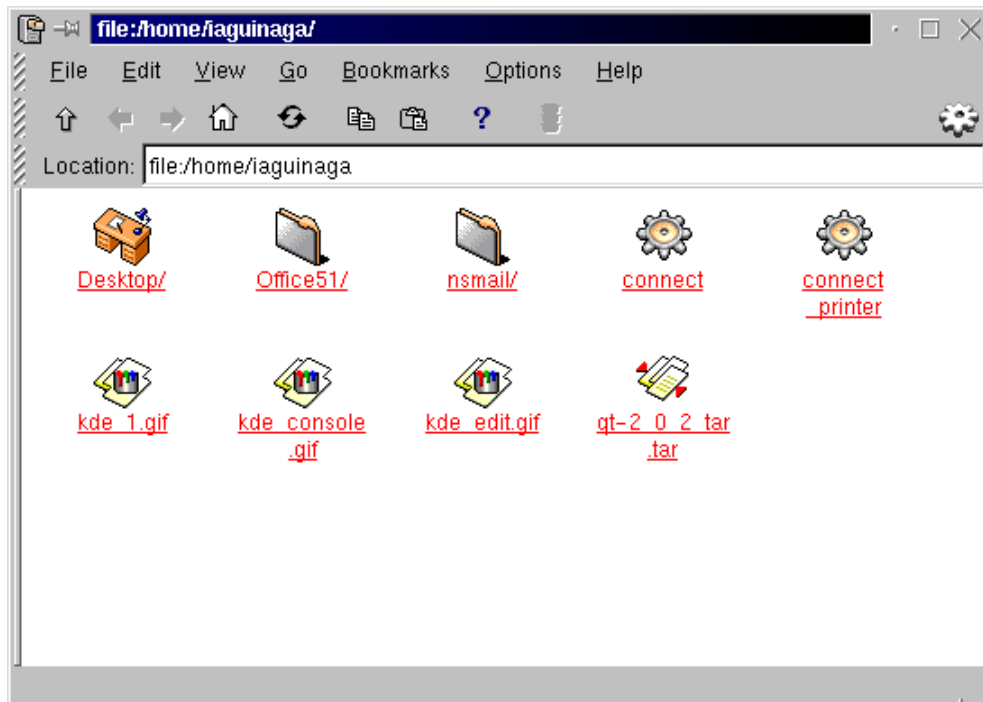 file:/home/iaguinaga/
File Edit View Go Bookmarks Options Help
?
Location: file:/home/iaguinaga
Desktop/ Office51/ nsmail/ connect connect
_printer
kde_1.gif kde_console kde_edit.gif qt-2_0_2_tar
.gif .tar